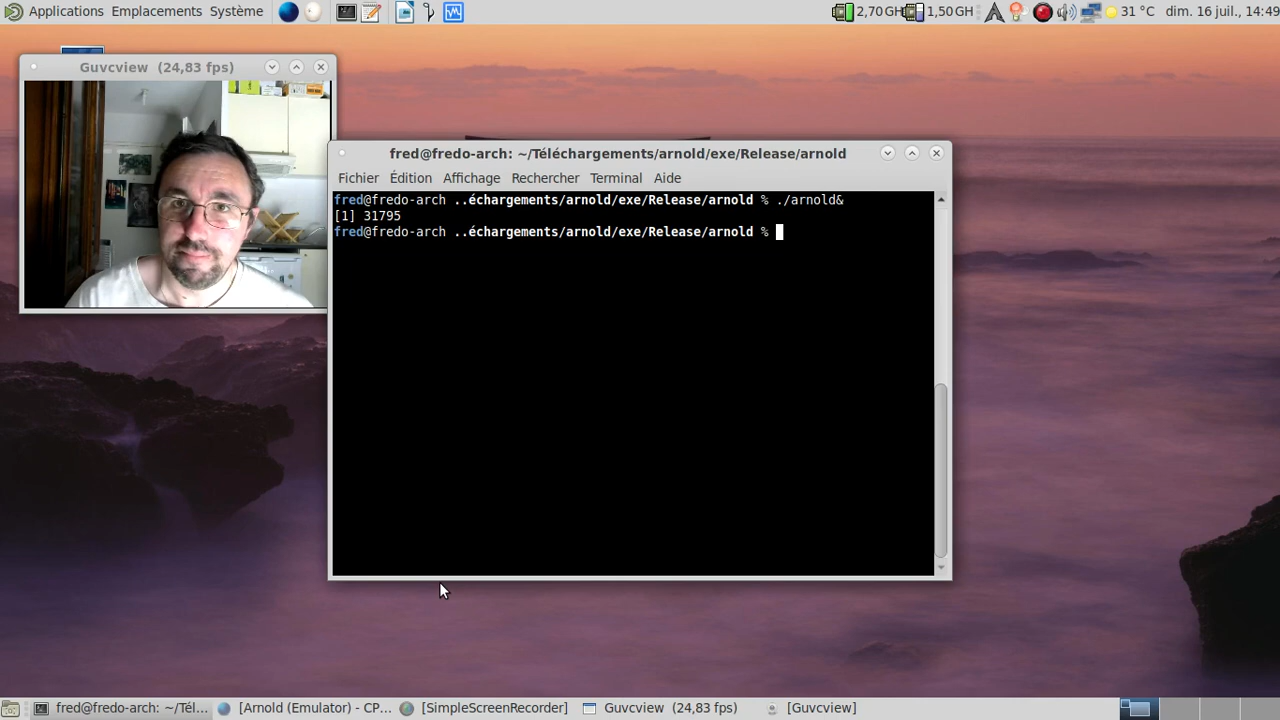 Applications Emplacements Système
2,70 GH 1,50 GH 31 °C dim. 16 juil., 14:49
Guvcview (24,83 fps)
fred@fredo-arch: ~/Téléchargements/arnold/exe/Release/arnold
Fichier Édition Affichage Rechercher Terminal Aide
fred@fredo-arch ..échargements/arnold/exe/Release/arnold % ./arnold&
[1] 31795
fred@fredo-arch ..échargements/arnold/exe/Release/arnold %
fred@fredo-arch: ~/Tél... [Arnold (Emulator) - CP... [SimpleScreenRecorder] Guvcview (24,83 fps) [Guvcview]